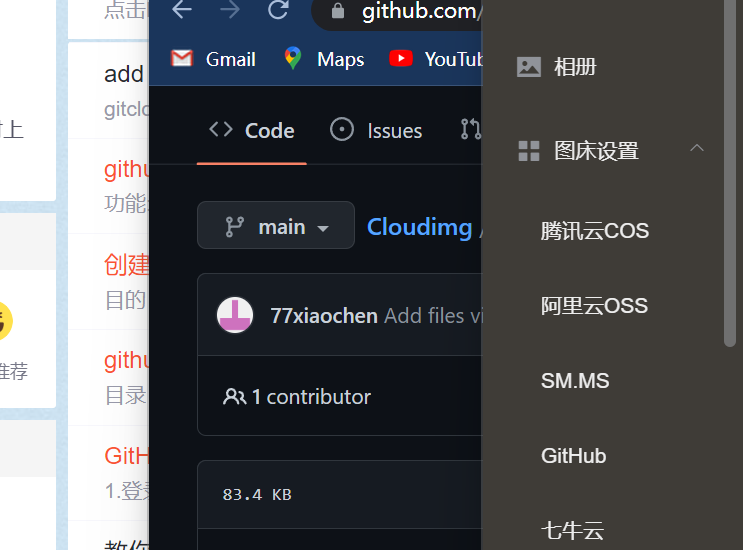 点击
add
gitclo
上
githu
功能
创建
目的
推荐
githu
目录
GitH
1.登录
教你
github.com/
Gmail
Maps
YouTub
Code
Issues
main
Cloudimg /
77xiaochen Add files vi
1 contributor
83.4 KB
相册
图床设置
腾讯云COS
阿里云OSS
SM.MS
GitHub
七牛云